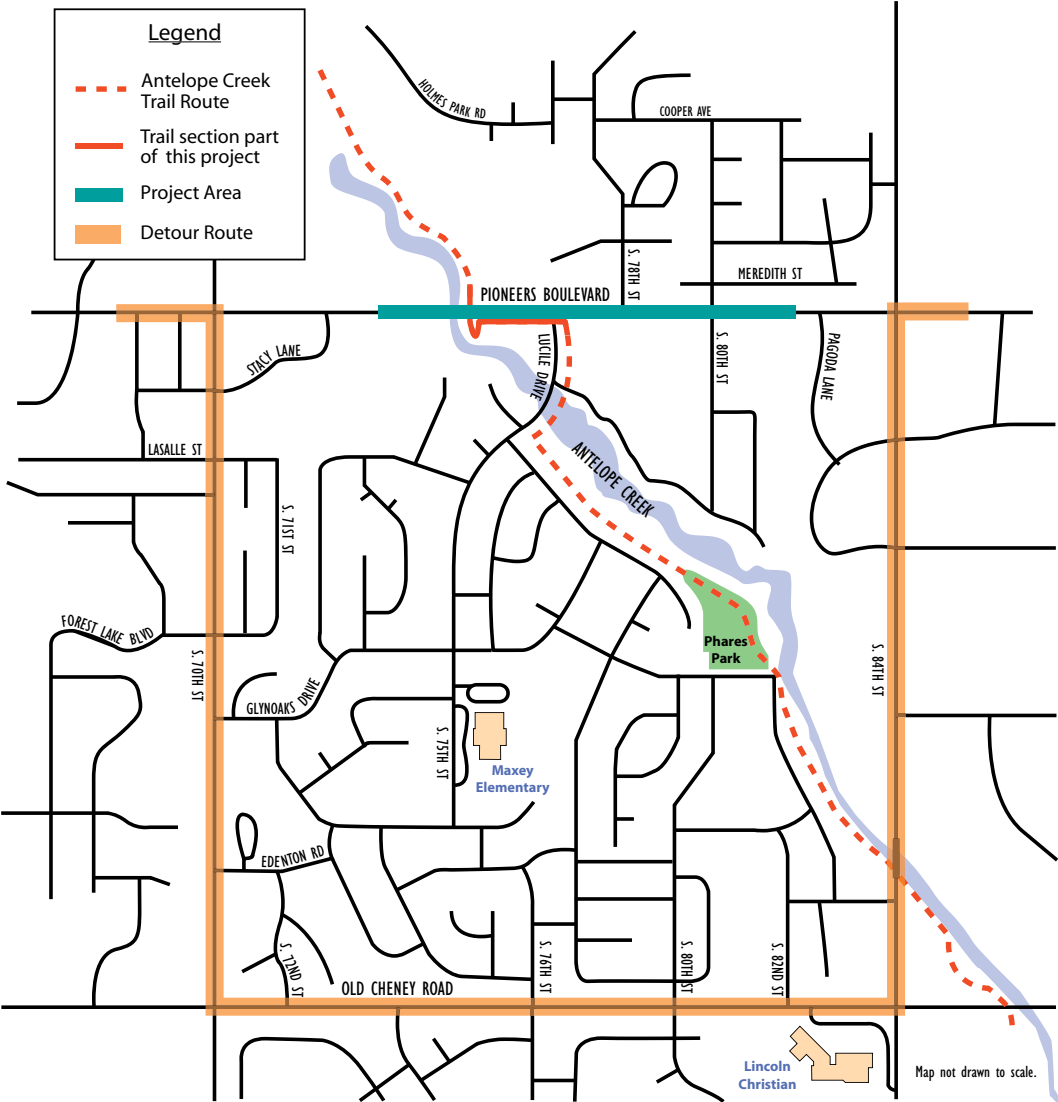 Legend
Antelope Creek
Trail Route
Trail section part
of this project
Project Area
Detour Route
HOLMES PARK RD
COOPER AVE
S. 78TH ST
MEREDITH ST
PIONEERS BOULEVARD
STACY LANE
LUCILE DRIVE
S. 80TH ST
PAGODA LANE
LASALLE ST
ANTELOPE CREEK
S. 71ST ST
FOREST LAKE BLVD
S. 70TH ST
Phares
Park
S. 84TH ST
GLYNOAKS DRIVE
S. 75TH ST
Maxey
Elementary
EDENTON RD
S. 72ND ST
S. 76TH ST
S. 80TH ST
S. 82ND ST
OLD CHENEY ROAD
Lincoln
Christian
Map not drawn to scale.